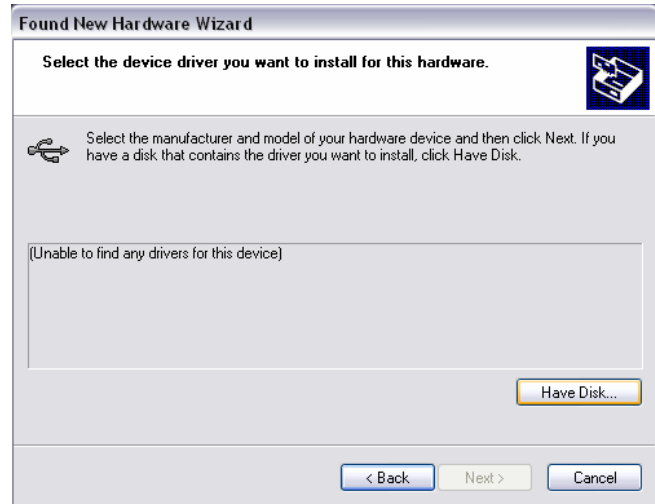 Found New Hardware Wizard
Select the device driver you want to install for this hardware.
Select the manufacturer and model of your hardware device and then click Next. If you
have a disk that contains the driver you want to install, click Have Disk.
(Unable to find any drivers for this device)
Have Disk...
< Back
Next >
Cancel